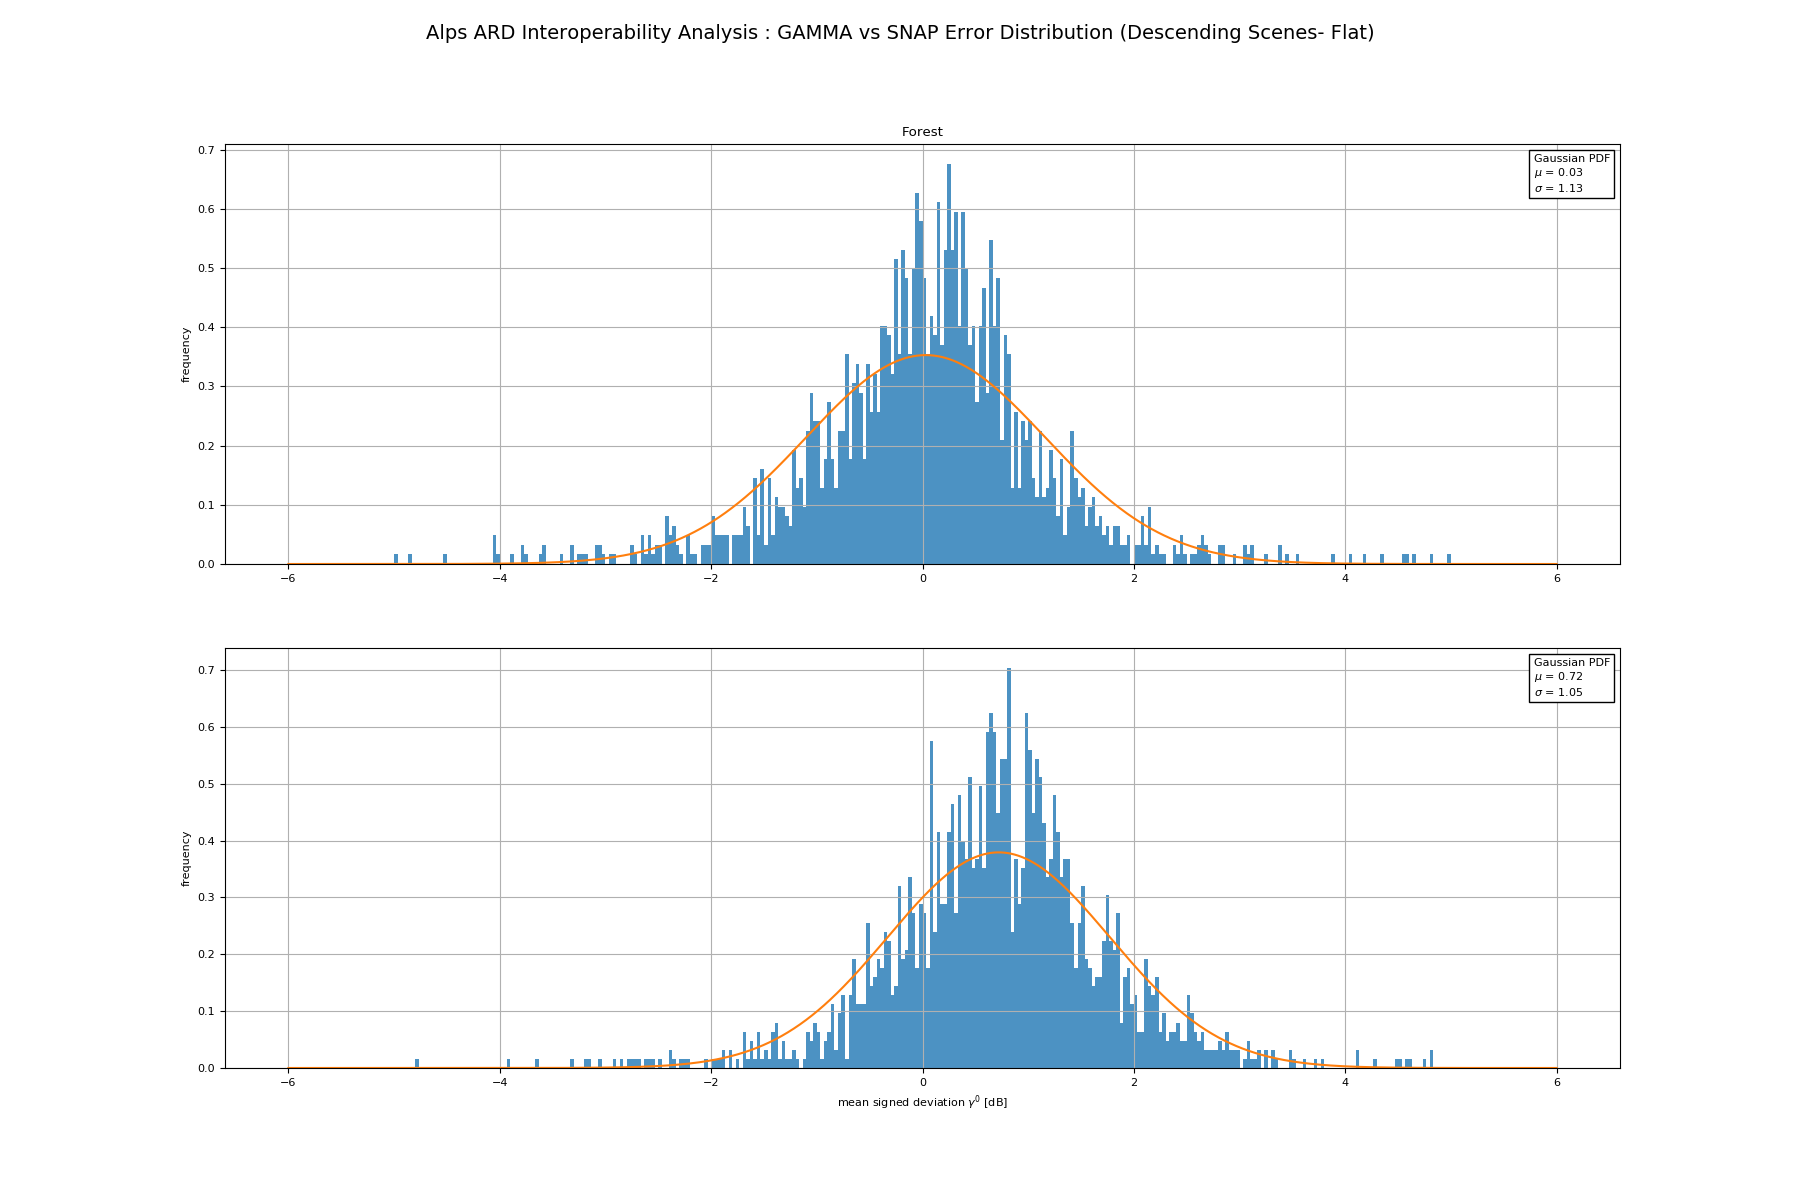 Alps ARD Interoperability Analysis : GAMMA vs SNAP Error Distribution (Descending Scenes- Flat)
Forest
Gaussian PDF
μ = 0.03
σ = 1.13
frequency
0.7
0.6
0.5
0.4
0.3
0.2
0.1
0.0
−6 −4 −2 0 2 4 6
Gaussian PDF
μ = 0.72
σ = 1.05
frequency
0.7
0.6
0.5
0.4
0.3
0.2
0.1
0.0
−6 −4 −2 0 2 4 6
mean signed deviation γ⁰ [dB]